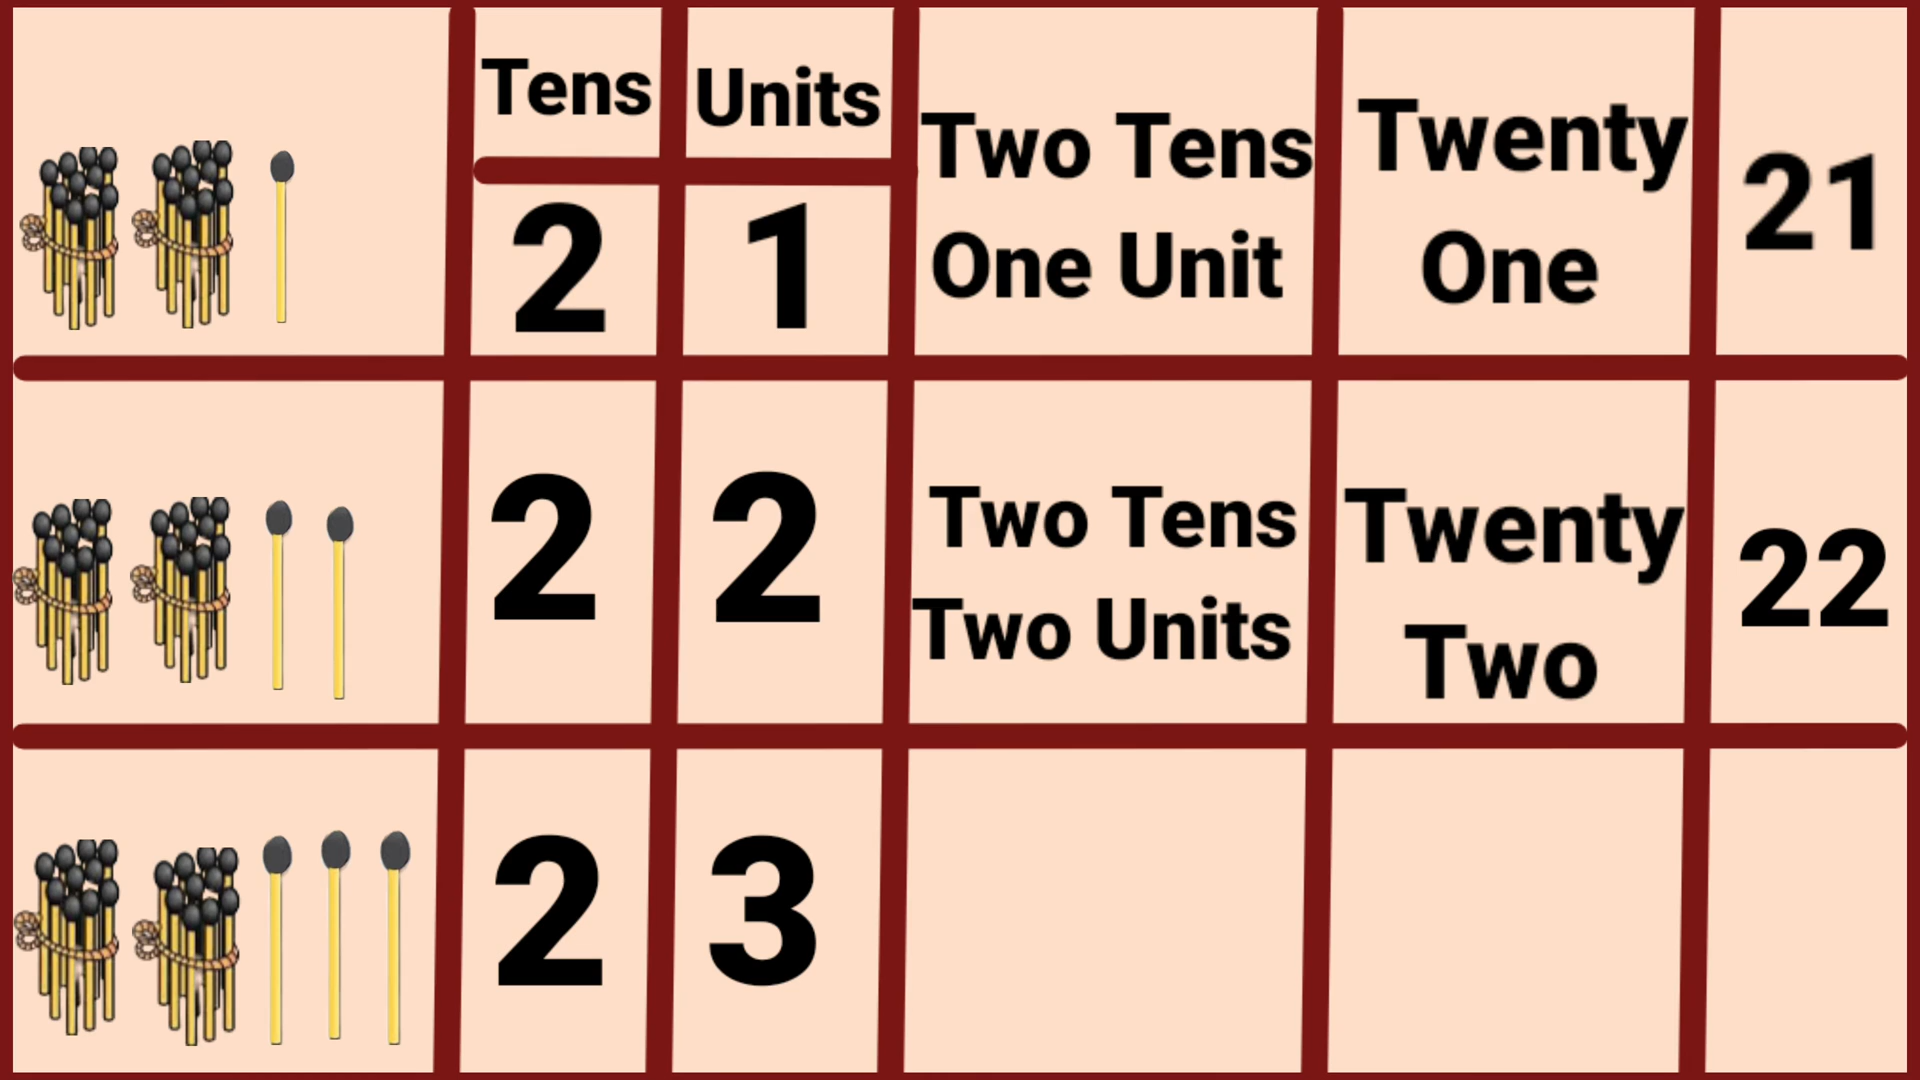 Tens Units
2 1
Two Tens
One Unit
Twenty
One
21
2 2
Two Tens
Two Units
Twenty
Two
22
2 3